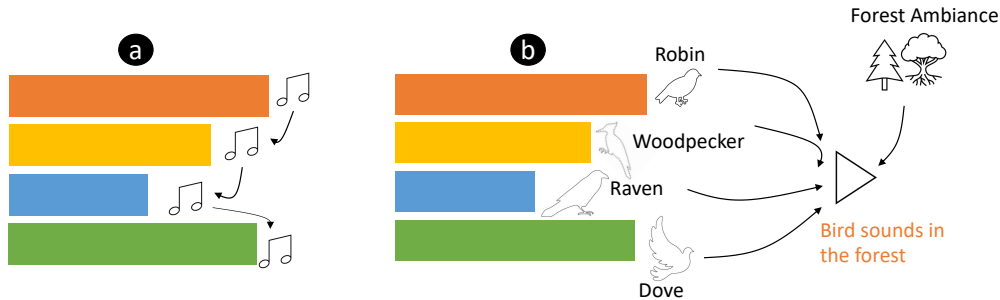 a
b
Robin
Forest Ambiance
Woodpecker
Raven
Bird sounds in
the forest
Dove